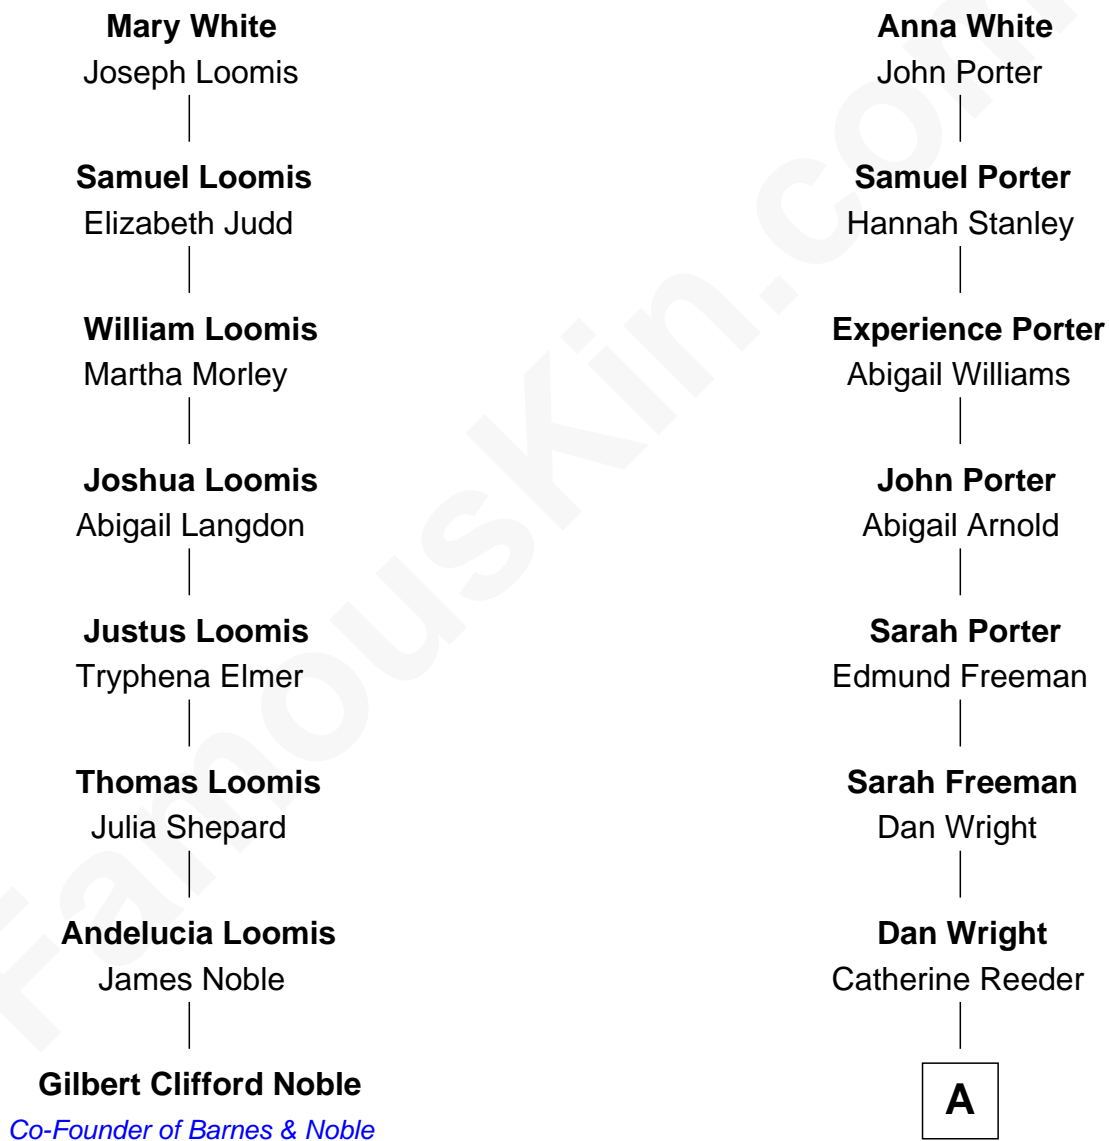 Mary White
Joseph Loomis
Samuel Loomis
Elizabeth Judd
William Loomis
Martha Morley
Joshua Loomis
Abigail Langdon
Justus Loomis
Tryphena Elmer
Thomas Loomis
Julia Shepard
Andelucia Loomis
James Noble
Gilbert Clifford Noble
Co-Founder of Barnes & Noble
Anna White
John Porter
Samuel Porter
Hannah Stanley
Experience Porter
Abigail Williams
John Porter
Abigail Arnold
Sarah Porter
Edmund Freeman
Sarah Freeman
Dan Wright
Dan Wright
Catherine Reeder
A
FamousKin.com